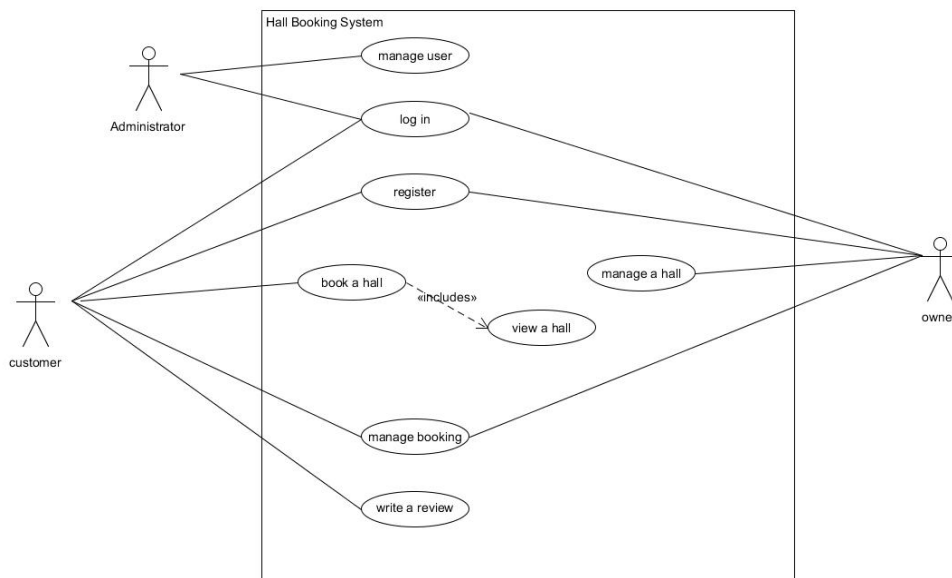 Hall Booking System
manage user
Administrator
log in
register
book a hall
«includes»
manage a hall
view a hall
customer
owne
manage booking
write a review